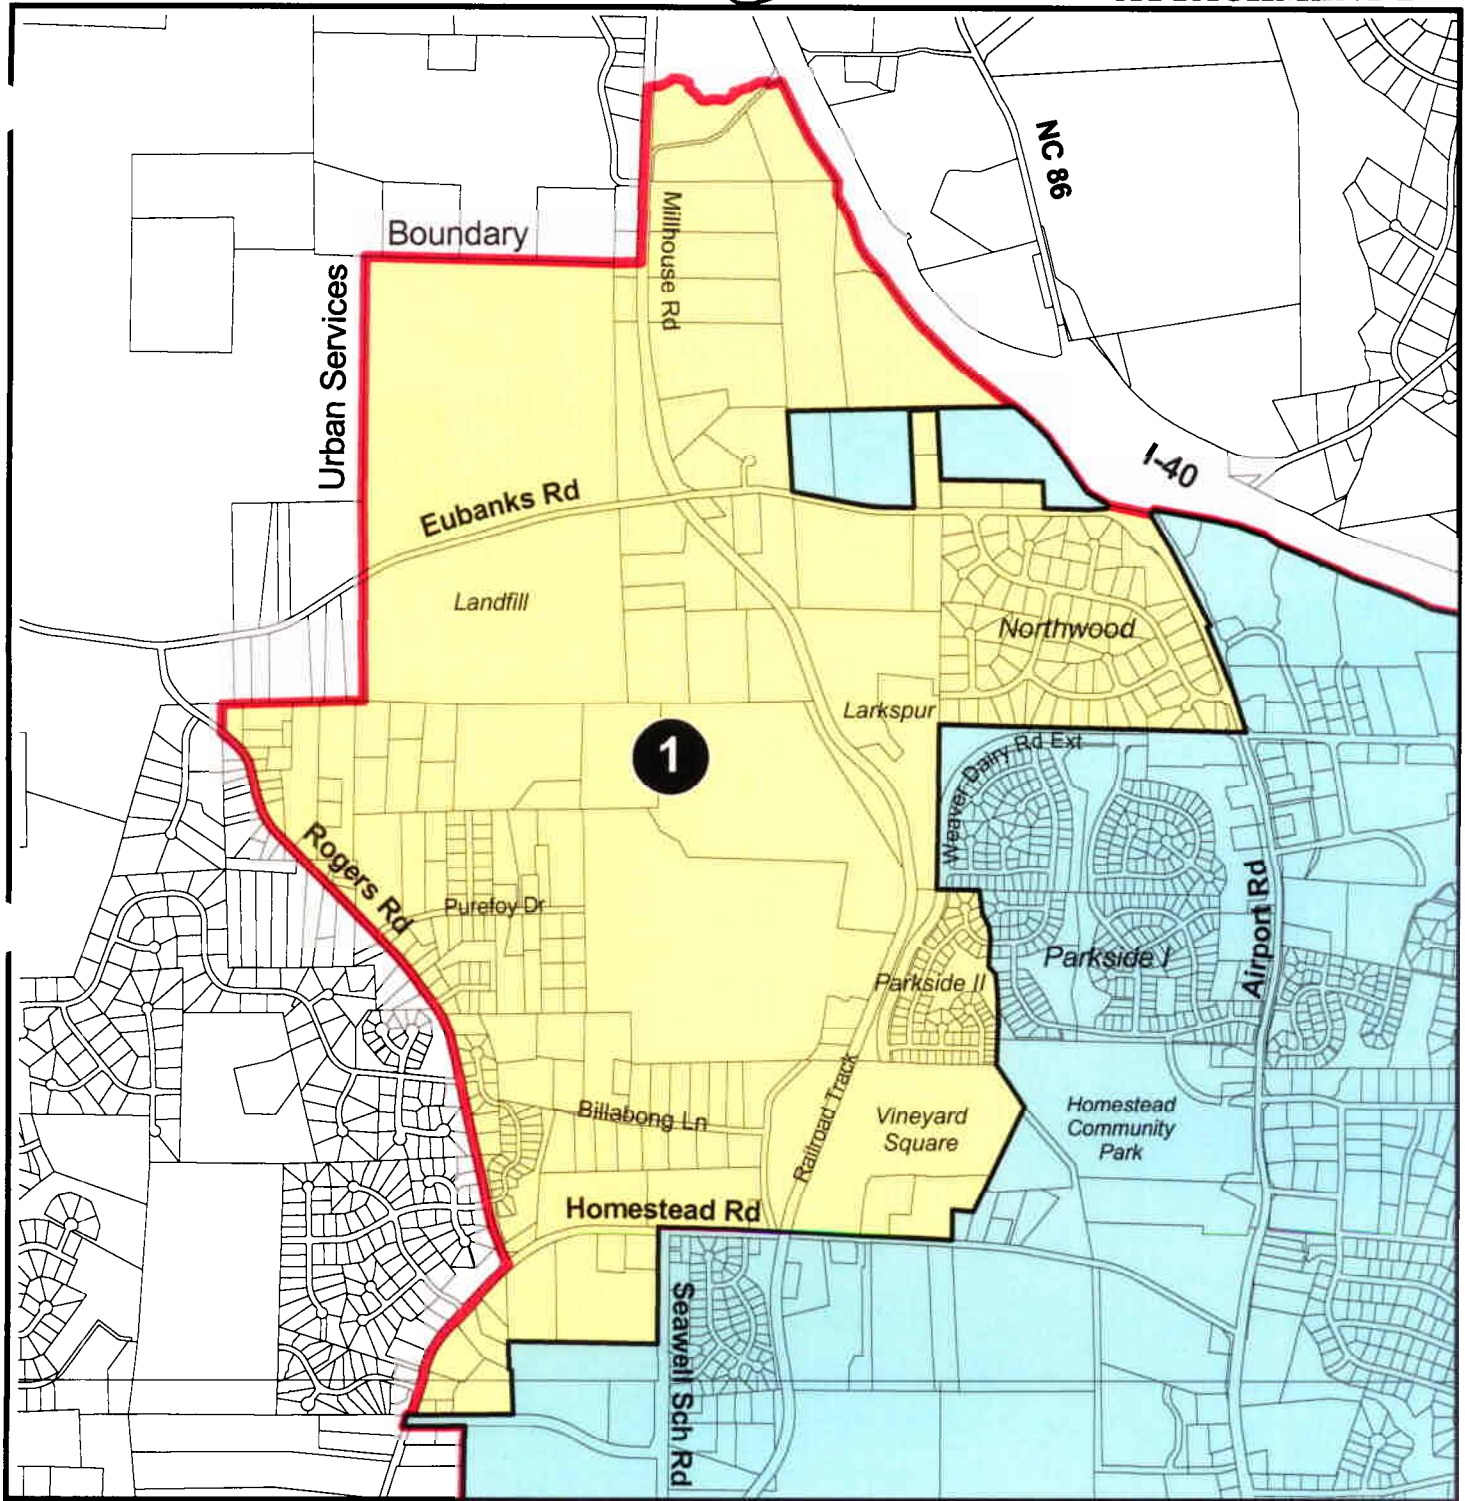 NC 86
Boundary
Millhouse Rd
Urban Services
I-40
Eubanks Rd
Landfill
Northwood
Larkspur
1
Weaver Dairy Rd Ext
Rogers Rd
Purefoy Dr
Airport Rd
Parkside I
Parkside II
Railroad Track
Billabong Ln
Vineyard
Square
Homestead
Community
Park
Homestead Rd
Seawell Sch Rd